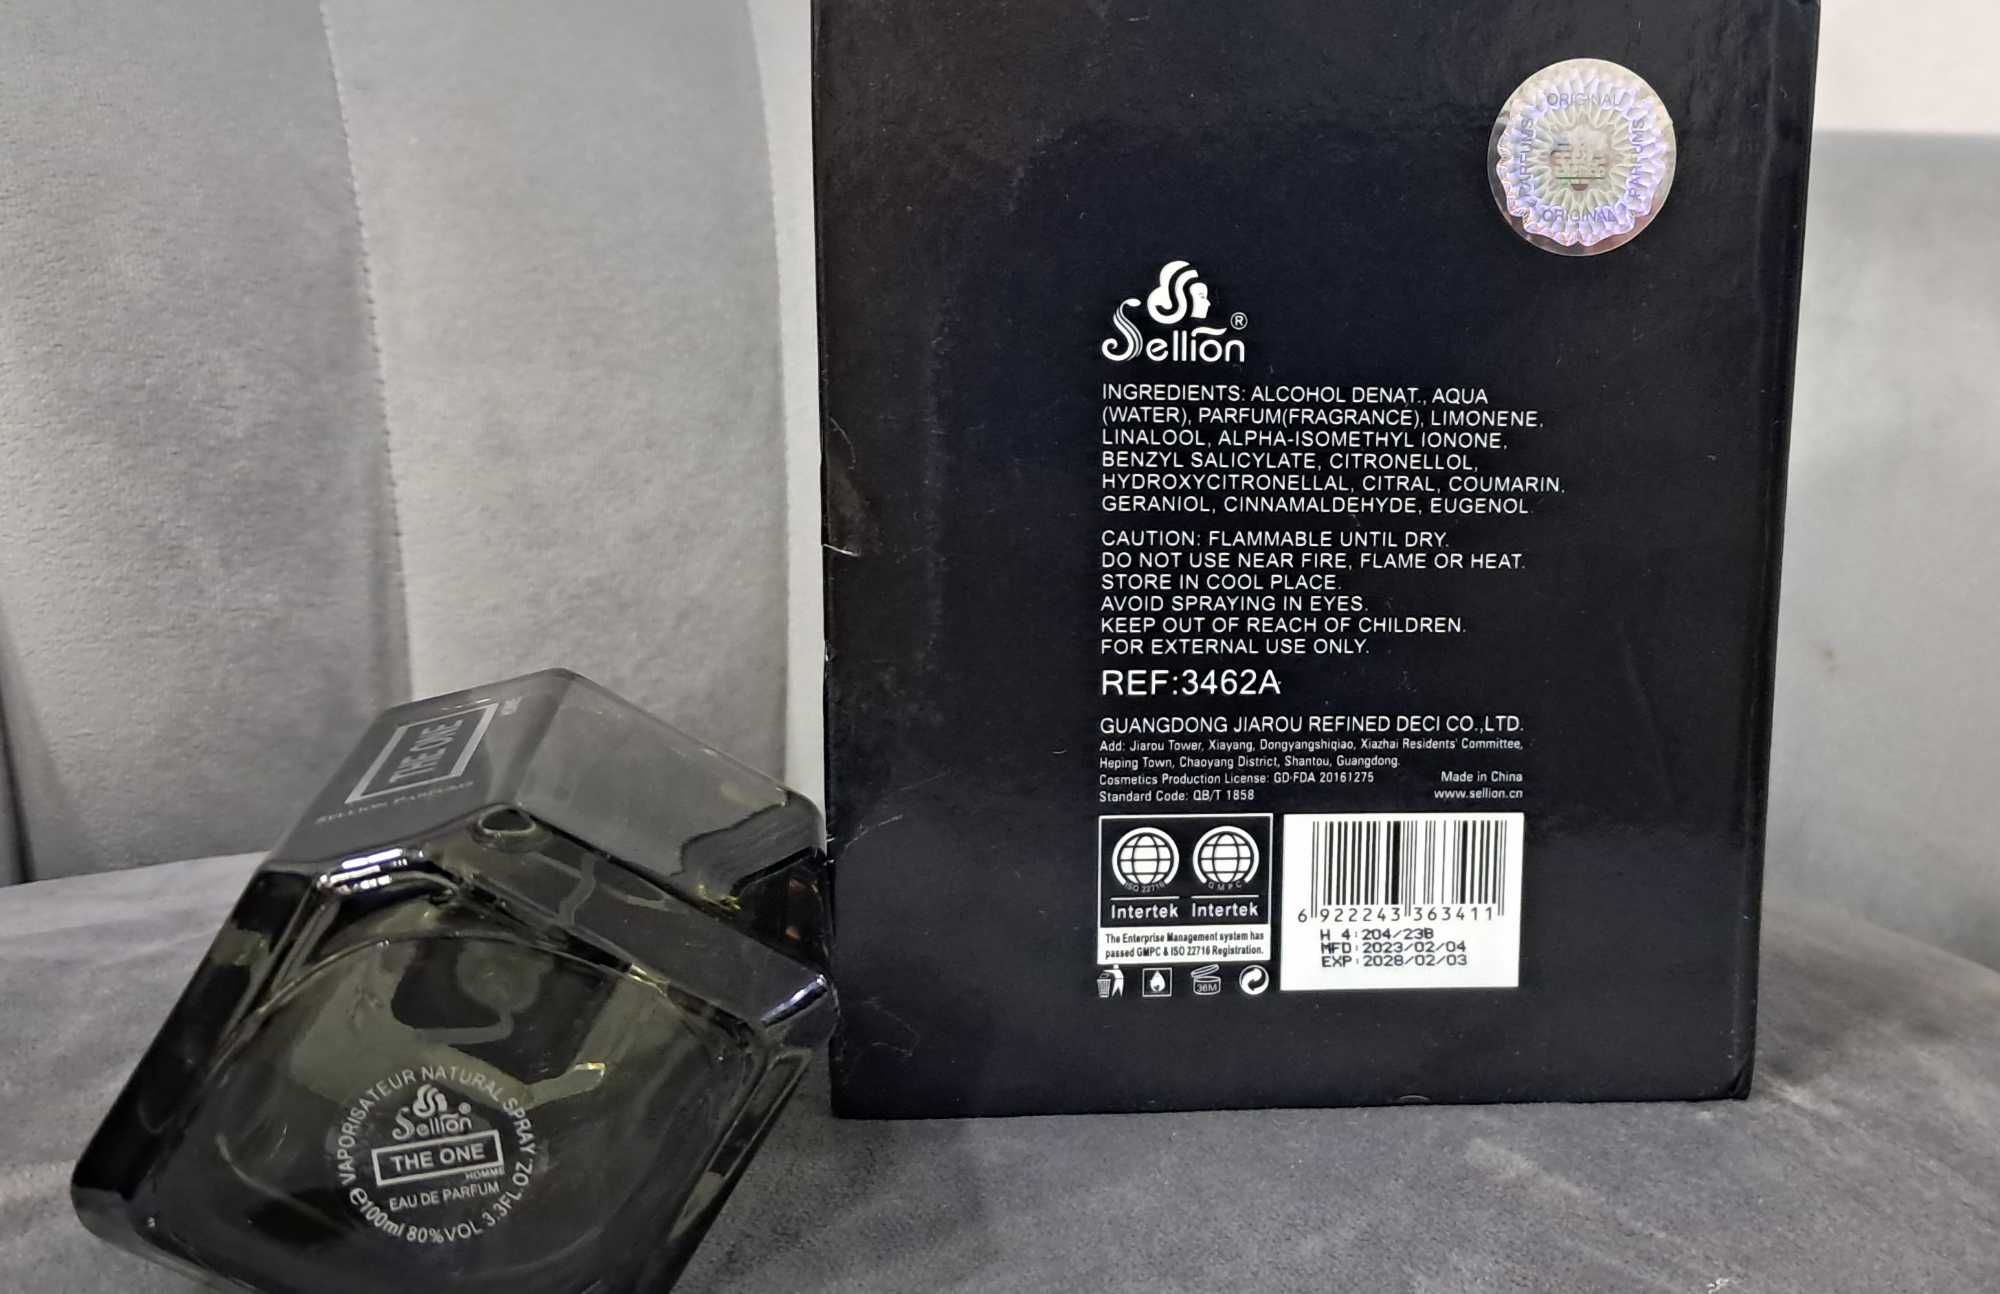 ORIGINAL
PARFUMS
PARFUMS
ORIGINAL
Sellion®
INGREDIENTS: ALCOHOL DENAT., AQUA
(WATER), PARFUM(FRAGRANCE), LIMONENE,
LINALOOL, ALPHA-ISOMETHYL IONONE,
BENZYL SALICYLATE, CITRONELLOL,
HYDROXYCITRONELLAL, CITRAL, COUMARIN,
GERANIOL, CINNAMALDEHYDE, EUGENOL.
CAUTION: FLAMMABLE UNTIL DRY.
DO NOT USE NEAR FIRE, FLAME OR HEAT.
STORE IN COOL PLACE.
AVOID SPRAYING IN EYES.
KEEP OUT OF REACH OF CHILDREN.
FOR EXTERNAL USE ONLY.
REF:3462A
GUANGDONG JIAROU REFINED DECI CO.,LTD.
Add: Jiarou Tower, Xiayang, Dongyangshiqiao, Xiazhai Residents' Committee,
Heping Town, Chaoyang District, Shantou, Guangdong.
Cosmetics Production License: GD·FDA 20161275 Made in China
Standard Code: QB/T 1858 www.sellion.cn
ISO 22716 GMPC
Intertek Intertek
The Enterprise Management system has
passed GMPC & ISO 22716 Registration.
36M
6 922243 363411
H 4:204/23B
MFD:2023/02/04
EXP:2028/02/03
THE ONE
SELLION PARFUMS
VAPORISATEUR NATURAL SPRAY
Sellion®
THE ONE
HOMME
EAU DE PARFUM
e100ml 80%VOL 3.3FL.OZ.